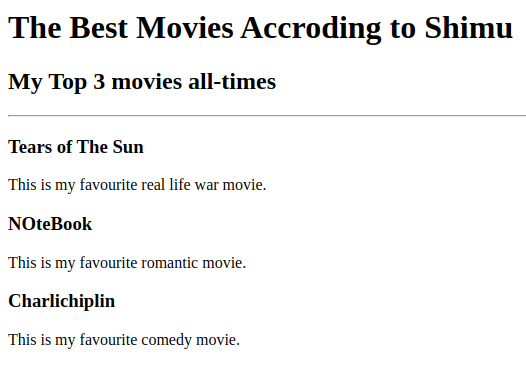 The Best Movies Accroding to Shimu
My Top 3 movies all-times
Tears of The Sun
This is my favourite real life war movie.
NOteBook
This is my favourite romantic movie.
Charlichiplin
This is my favourite comedy movie.